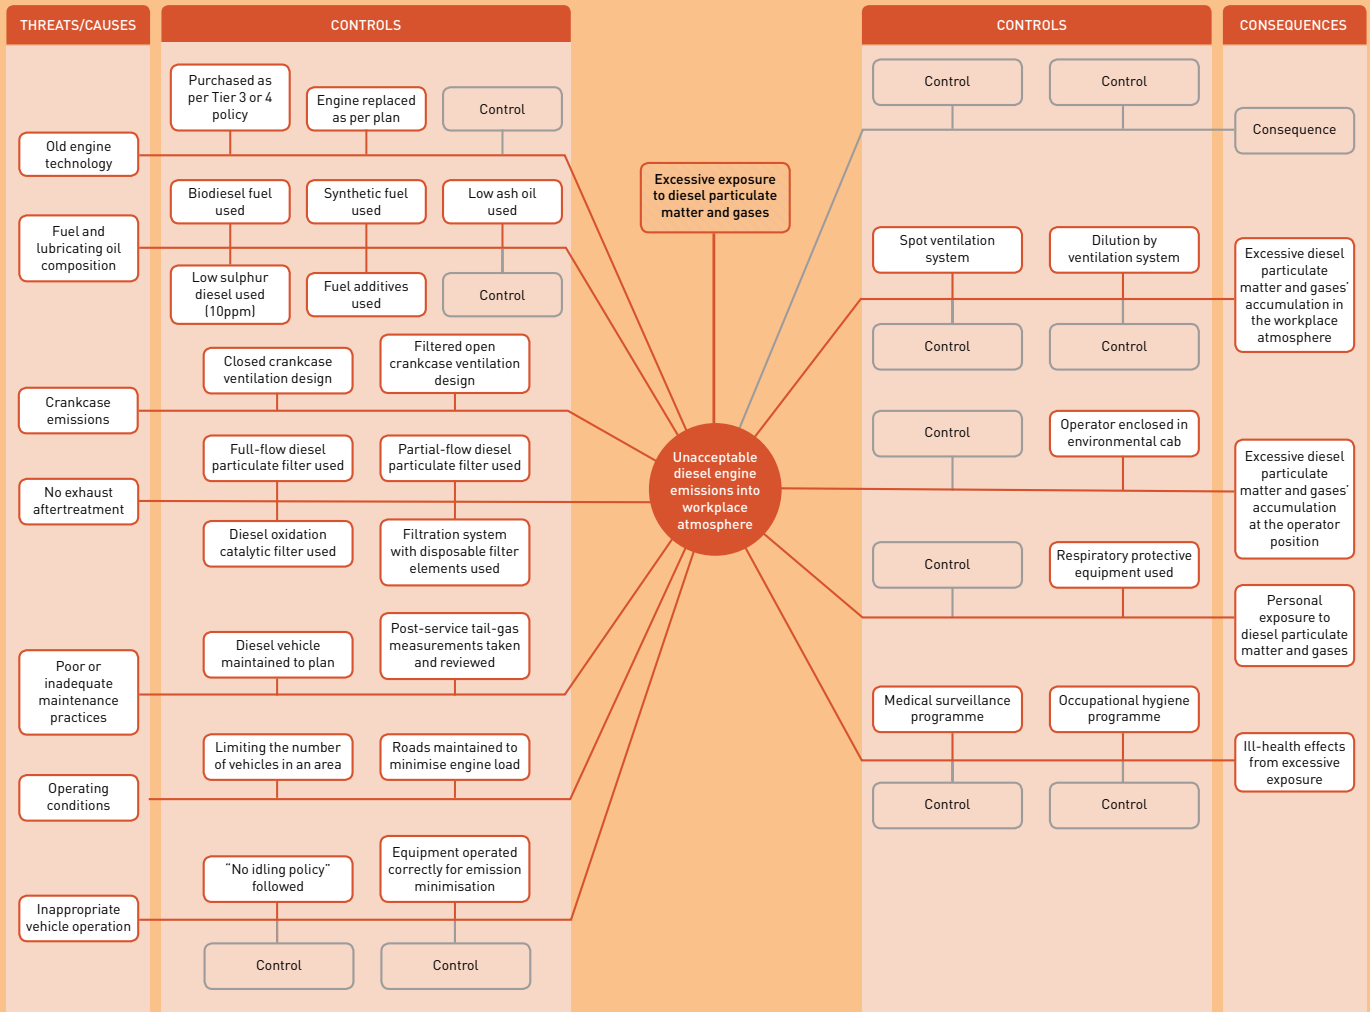 THREATS/CAUSES
CONTROLS
CONTROLS
CONSEQUENCES
Old engine
technology
Purchased as
per Tier 3 or 4
policy
Engine replaced
as per plan
Control
Fuel and
lubricating oil
composition
Biodiesel fuel
used
Synthetic fuel
used
Low ash oil
used
Low sulphur
diesel used
(10ppm)
Fuel additives
used
Control
Crankcase
emissions
Closed crankcase
ventilation design
Filtered open
crankcase ventilation
design
No exhaust
aftertreatment
Full-flow diesel
particulate filter used
Partial-flow diesel
particulate filter used
Diesel oxidation
catalytic filter used
Filtration system
with disposable filter
elements used
Poor or
inadequate
maintenance
practices
Diesel vehicle
maintained to plan
Post-service tail-gas
measurements taken
and reviewed
Operating
conditions
Limiting the number
of vehicles in an area
Roads maintained to
minimise engine load
Inappropriate
vehicle operation
“No idling policy”
followed
Equipment operated
correctly for emission
minimisation
Control
Control
Excessive exposure
to diesel particulate
matter and gases
Unacceptable
diesel engine
emissions into
workplace
atmosphere
Control
Control
Consequence
Spot ventilation
system
Dilution by
ventilation system
Control
Control
Excessive diesel
particulate
matter and gases’
accumulation in
the workplace
atmosphere
Control
Operator enclosed in
environmental cab
Excessive diesel
particulate
matter and gases’
accumulation
at the operator
position
Control
Respiratory protective
equipment used
Personal
exposure to
diesel particulate
matter and gases
Medical surveillance
programme
Occupational hygiene
programme
Control
Control
Ill-health effects
from excessive
exposure